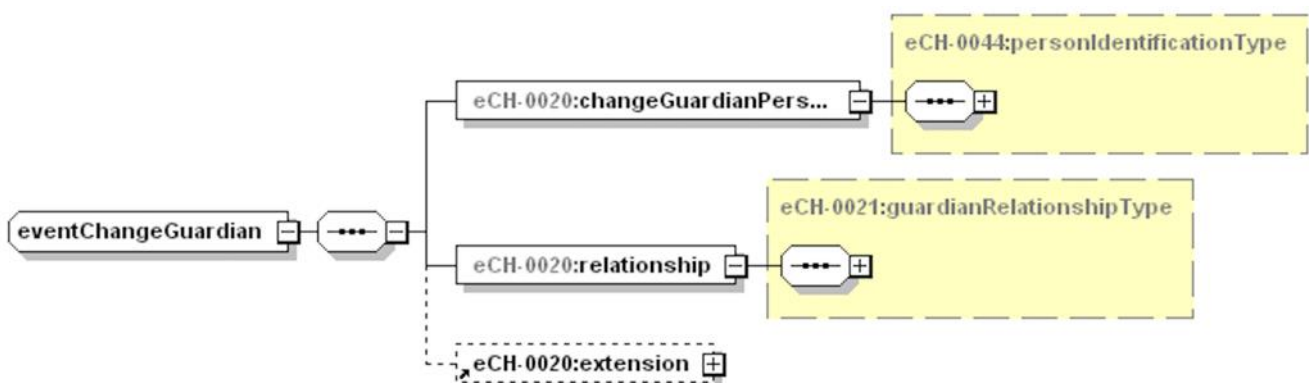 eCH-0044:personIdentificationType
eCH-0020:changeGuardianPers...
eCH-0021:guardianRelationshipType
eventChangeGuardian
eCH-0020:relationship
eCH-0020:extension